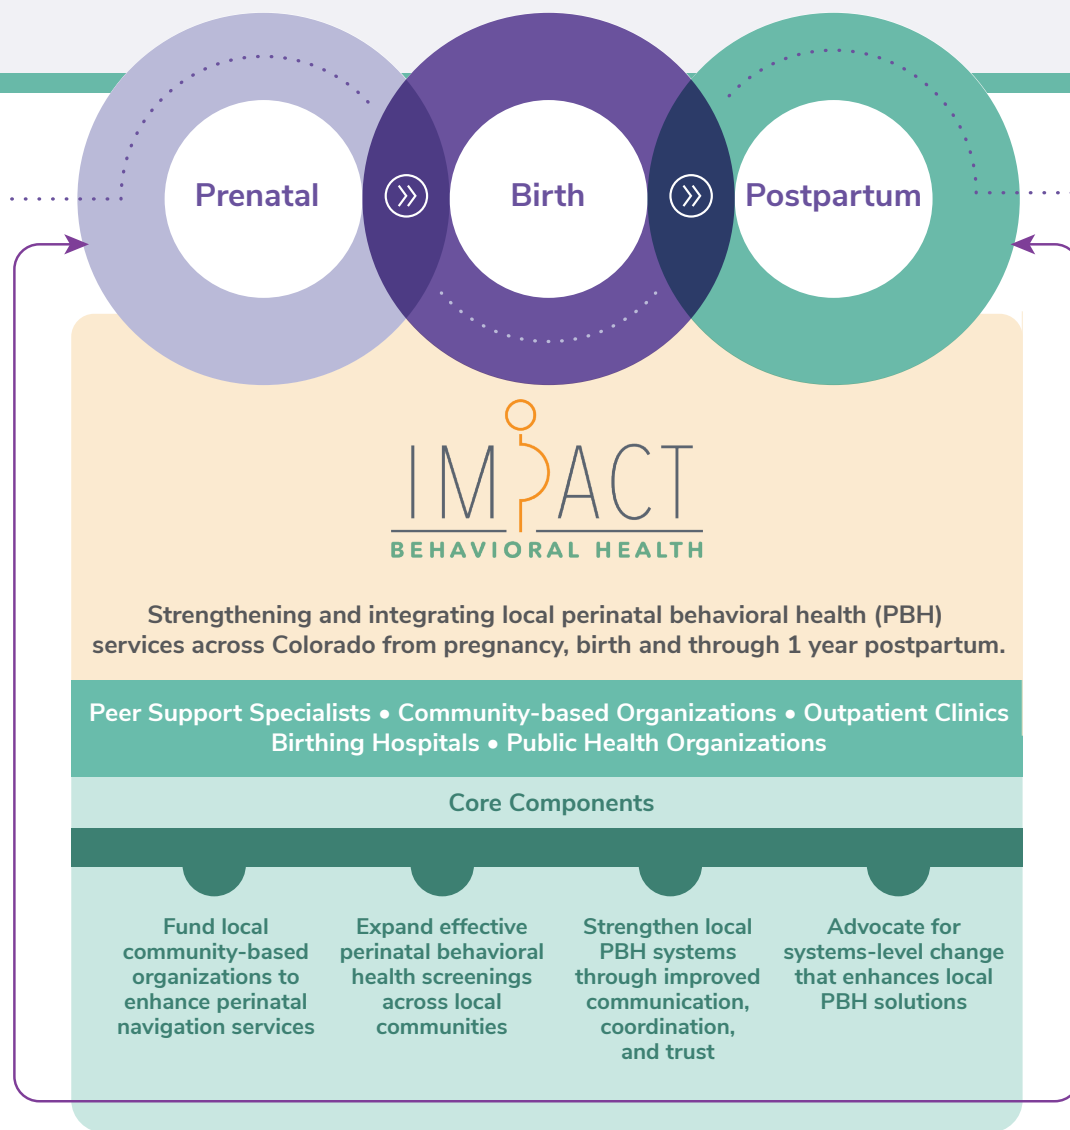 Prenatal
Birth
Postpartum
IMPACT
BEHAVIORAL HEALTH
Strengthening and integrating local perinatal behavioral health (PBH)
services across Colorado from pregnancy, birth and through 1 year postpartum.
Peer Support Specialists • Community-based Organizations • Outpatient Clinics
Birthing Hospitals • Public Health Organizations
Core Components
Fund local
community-based
organizations to
enhance perinatal
navigation services
Expand effective
perinatal behavioral
health screenings
across local
communities
Strengthen local
PBH systems
through improved
communication,
coordination,
and trust
Advocate for
systems-level change
that enhances local
PBH solutions